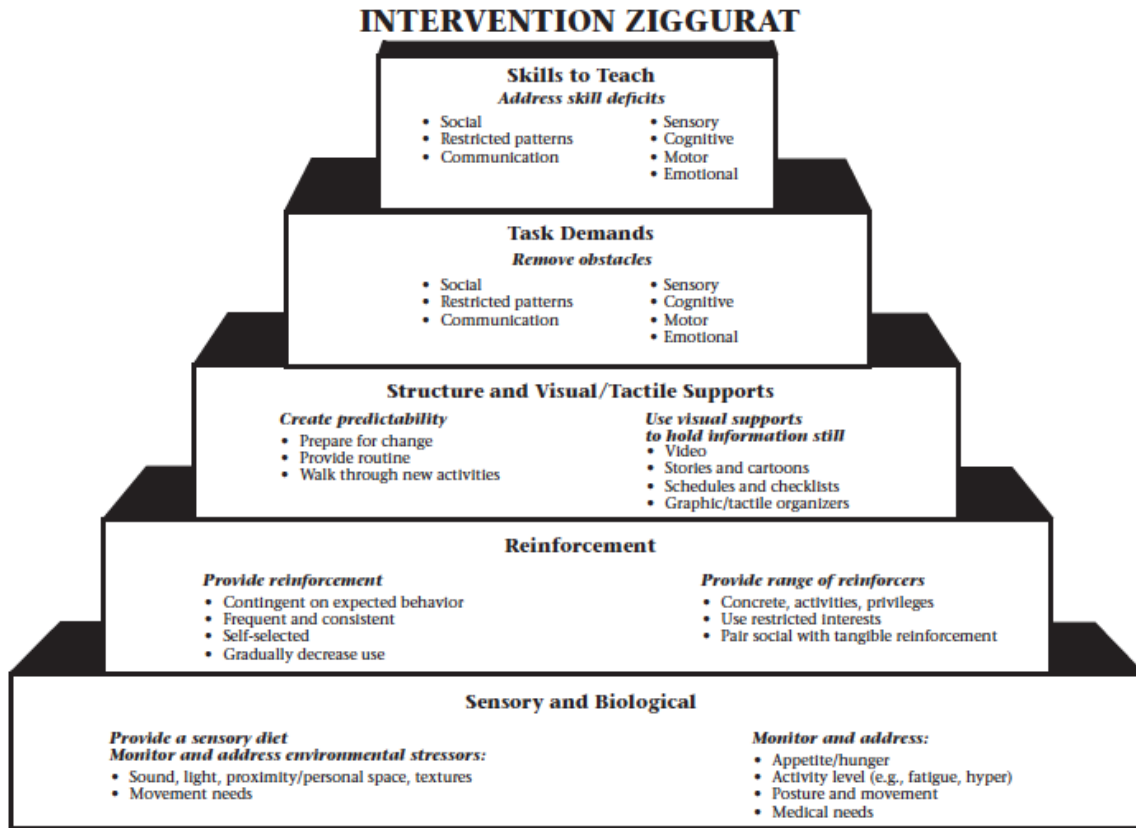 INTERVENTION ZIGGURAT
Skills to Teach
Address skill deficits
• Social
• Restricted patterns
• Communication
• Sensory
• Cognitive
• Motor
• Emotional
Task Demands
Remove obstacles
• Social
• Restricted patterns
• Communication
• Sensory
• Cognitive
• Motor
• Emotional
Structure and Visual/Tactile Supports
Create predictability
• Prepare for change
• Provide routine
• Walk through new activities
Use visual supports
to hold information still
• Video
• Stories and cartoons
• Schedules and checklists
• Graphic/tactile organizers
Reinforcement
Provide reinforcement
• Contingent on expected behavior
• Frequent and consistent
• Self-selected
• Gradually decrease use
Provide range of reinforcers
• Concrete, activities, privileges
• Use restricted interests
• Pair social with tangible reinforcement
Sensory and Biological
Provide a sensory diet
Monitor and address environmental stressors:
• Sound, light, proximity/personal space, textures
• Movement needs
Monitor and address:
• Appetite/hunger
• Activity level (e.g., fatigue, hyper)
• Posture and movement
• Medical needs